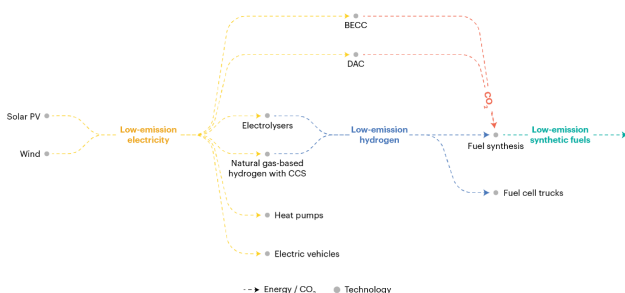 BECC
DAC
CO₂
Solar PV
Wind
Low-emission
electricity
Electrolysers
Natural gas-based
hydrogen with CCS
Low-emission
hydrogen
Fuel synthesis
Low-emission
synthetic fuels
Fuel cell trucks
Heat pumps
Electric vehicles
Energy / CO₂
Technology